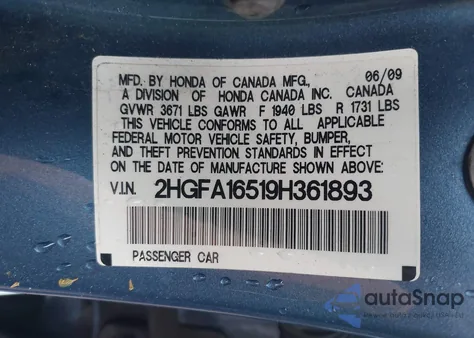 MFD. BY HONDA OF CANADA MFG. 06/09
A DIVISION OF HONDA CANADA INC. CANADA
GVWR 3671 LBS GAWR F 1940 LBS R 1731 LBS
THIS VEHICLE CONFORMS TO ALL APPLICABLE
FEDERAL MOTOR VEHICLE SAFETY, BUMPER,
AND THEFT PREVENTION STANDARDS IN EFFECT
ON THE DATE OF MANUFACTURE SHOWN ABOVE:
V.I.N. 2HGFA16519H361893
PASSENGER CAR
autoSnap